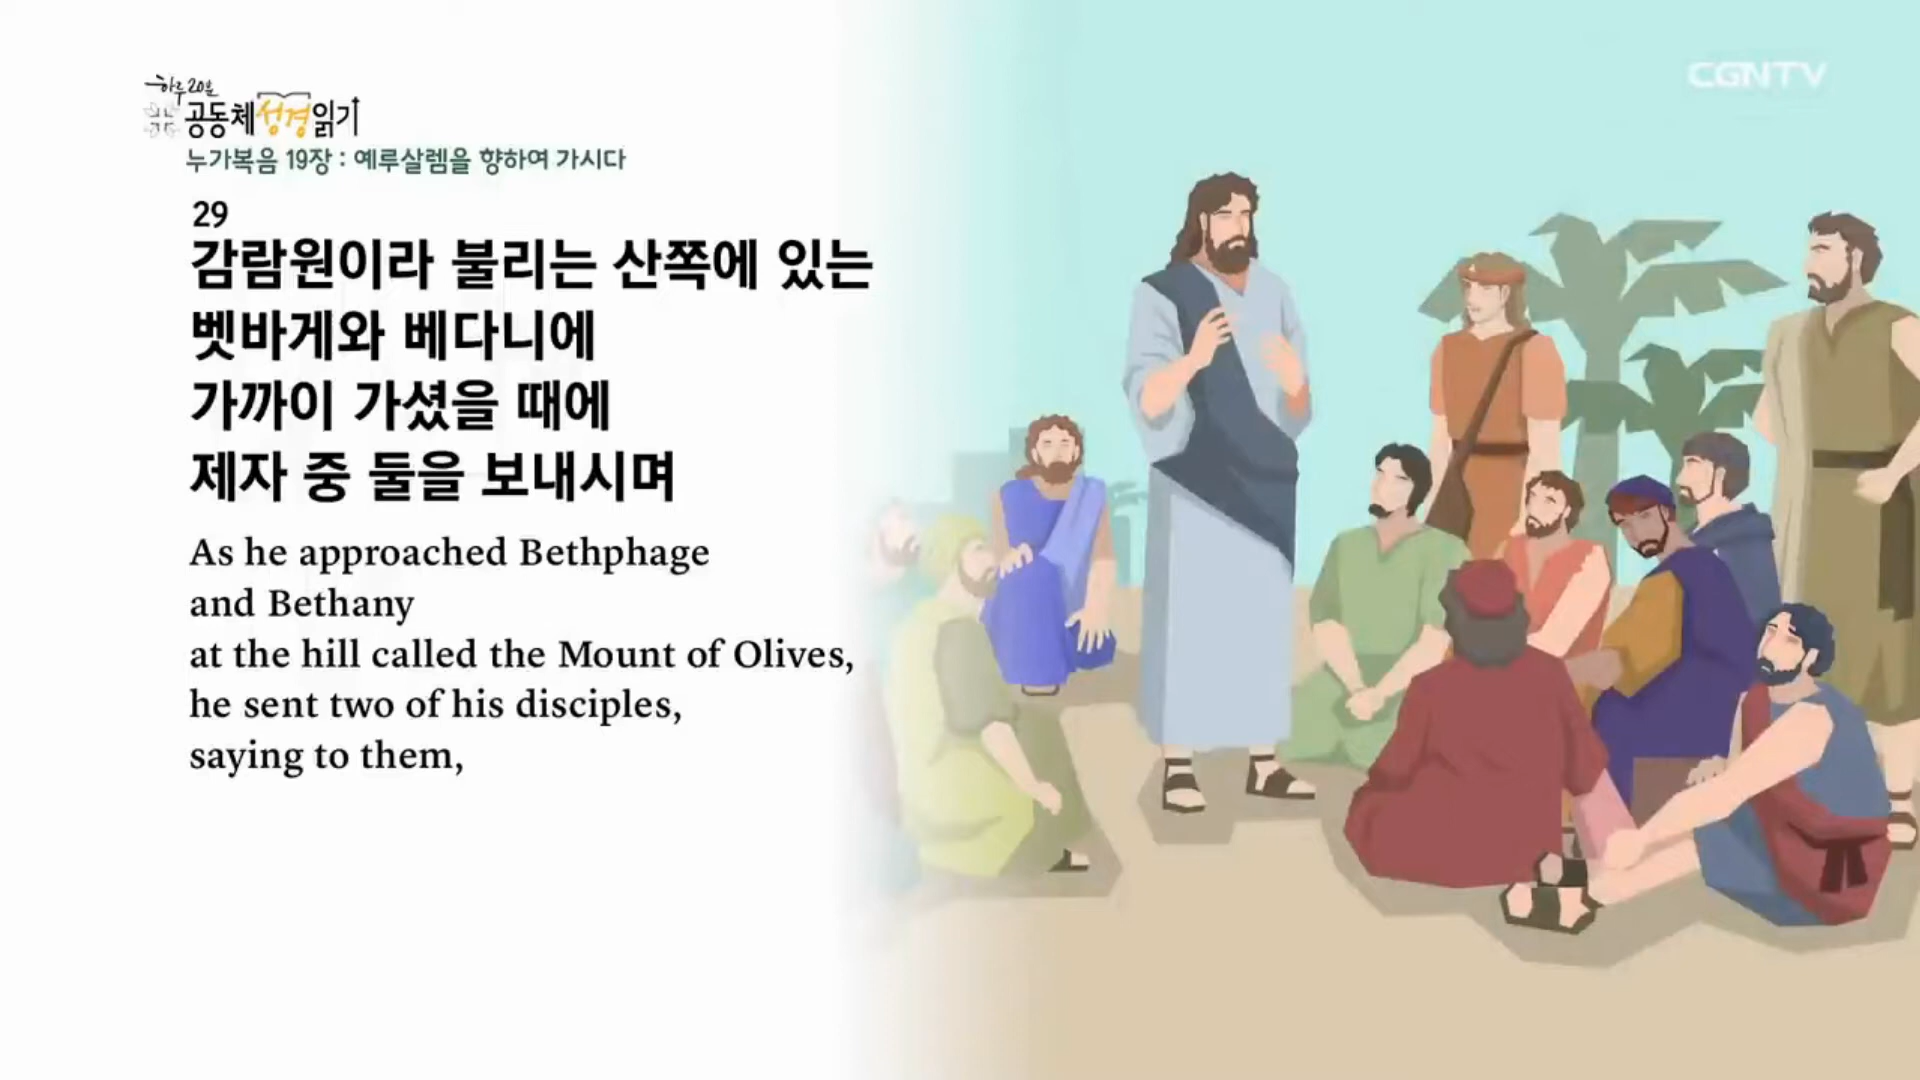 하루 20분
공동체성경읽기
CGNTV
누가복음 19장 : 예루살렘을 향하여 가시다
29
감람원이라 불리는 산쪽에 있는
벳바게와 베다니에
가까이 가셨을 때에
제자 중 둘을 보내시며
As he approached Bethphage
and Bethany
at the hill called the Mount of Olives,
he sent two of his disciples,
saying to them,